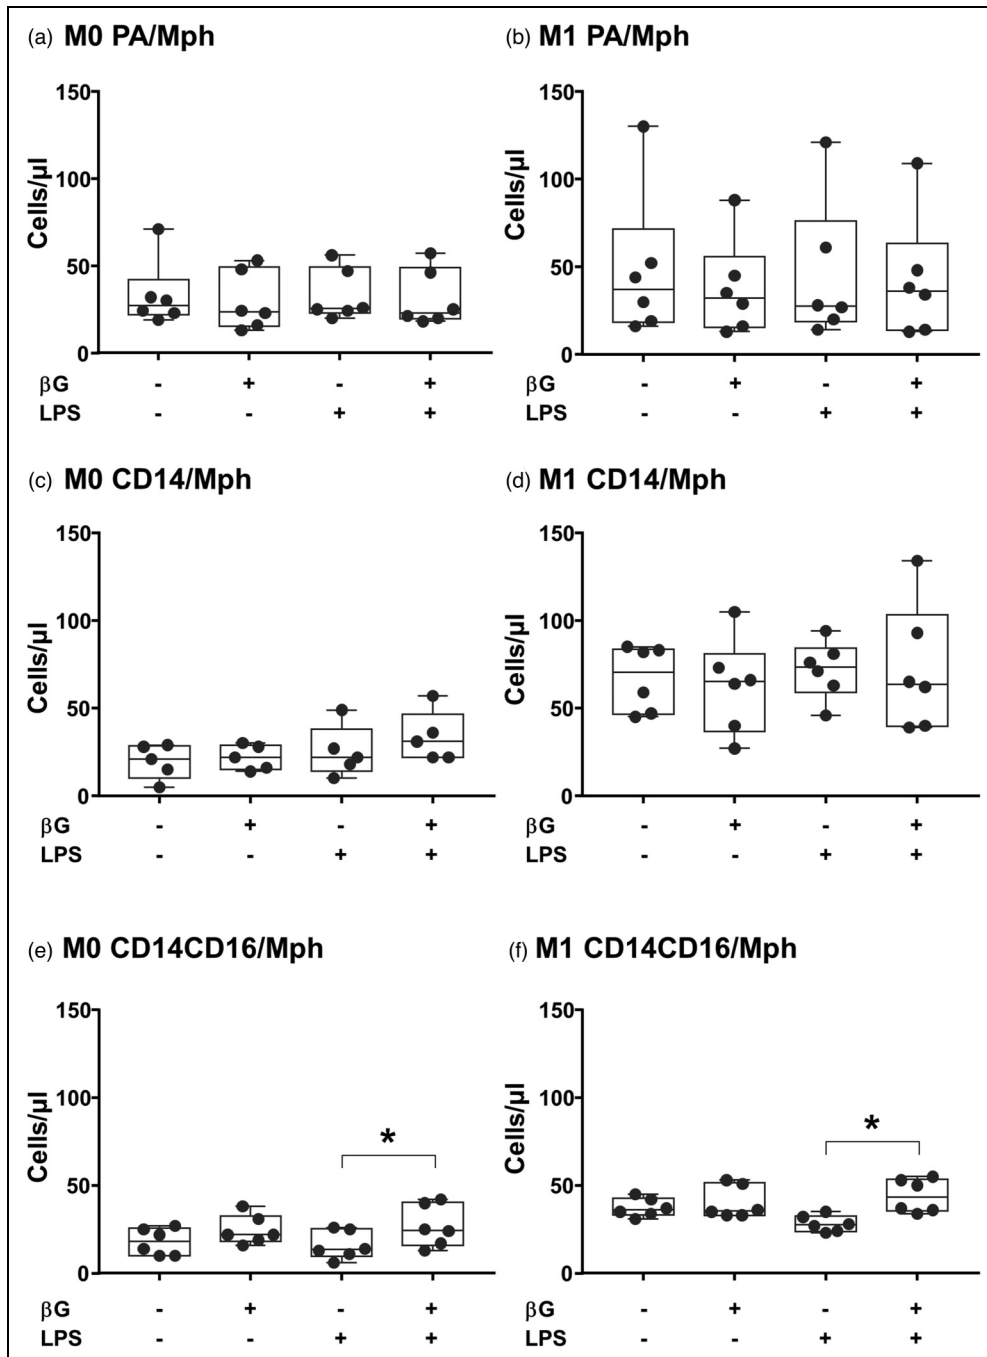 (a) M0 PA/Mph
(b) M1 PA/Mph
150
100
50
0
Cells/µl
βG - + - +
LPS - - + +
150
100
50
0
Cells/µl
βG - + - +
LPS - - + +
(c) M0 CD14/Mph
(d) M1 CD14/Mph
150
100
50
0
Cells/µl
βG - + - +
LPS - - + +
150
100
50
0
Cells/µl
βG - + - +
LPS - - + +
(e) M0 CD14CD16/Mph
(f) M1 CD14CD16/Mph
150
100
50
0
Cells/µl
*
βG - + - +
LPS - - + +
150
100
50
0
Cells/µl
*
βG - + - +
LPS - - + +